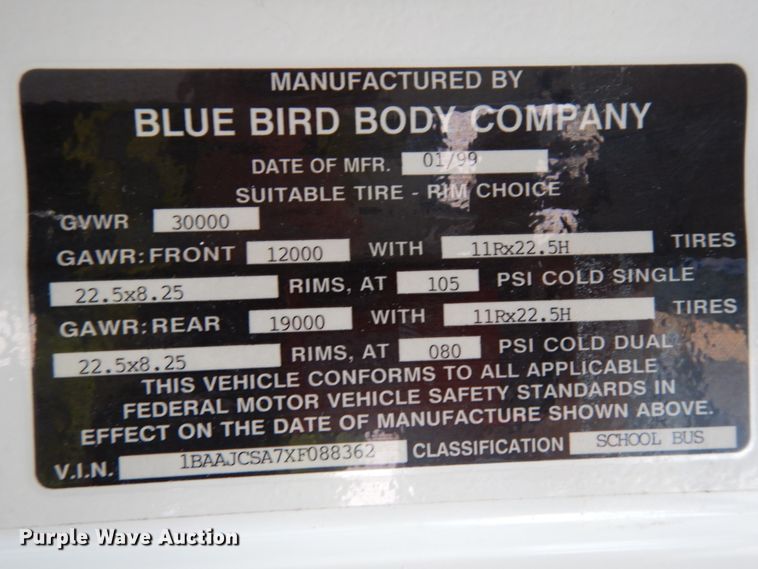 MANUFACTURED BY
BLUE BIRD BODY COMPANY
DATE OF MFR. 01/99
SUITABLE TIRE - RIM CHOICE
GVWR 30000
GAWR: FRONT 12000 WITH 11Rx22.5H TIRES
22.5x8.25 RIMS, AT 105 PSI COLD SINGLE
GAWR: REAR 19000 WITH 11Rx22.5H TIRES
22.5x8.25 RIMS, AT 080 PSI COLD DUAL
THIS VEHICLE CONFORMS TO ALL APPLICABLE
FEDERAL MOTOR VEHICLE SAFETY STANDARDS IN
EFFECT ON THE DATE OF MANUFACTURE SHOWN ABOVE.
V.I.N. 1BAAJCSA7XF088362 CLASSIFICATION SCHOOL BUS
Purple Wave Auction